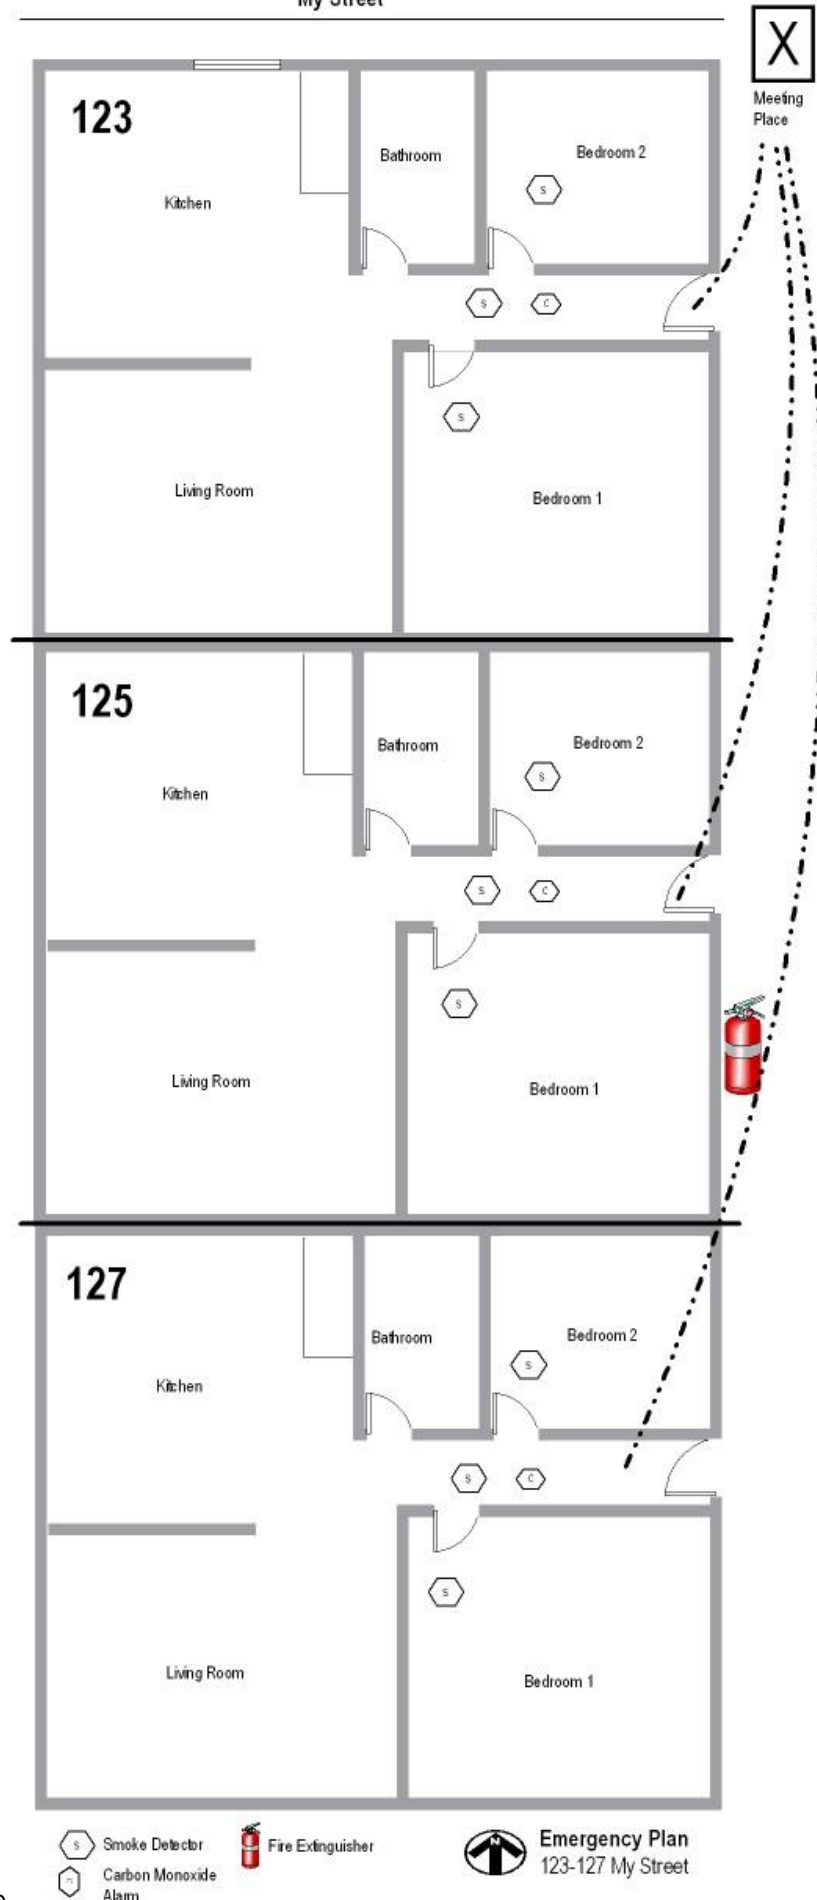 My Street
X
Meeting
Place
123
Bathroom
Bedroom 2
S
Kitchen
S
C
S
Living Room
Bedroom 1
125
Bathroom
Bedroom 2
S
Kitchen
S
C
S
Living Room
Bedroom 1
127
Bathroom
Bedroom 2
S
Kitchen
S
C
S
Living Room
Bedroom 1
S Smoke Detector
Fire Extinguisher
Carbon Monoxide
Alarm
N
Emergency Plan
123-127 My Street